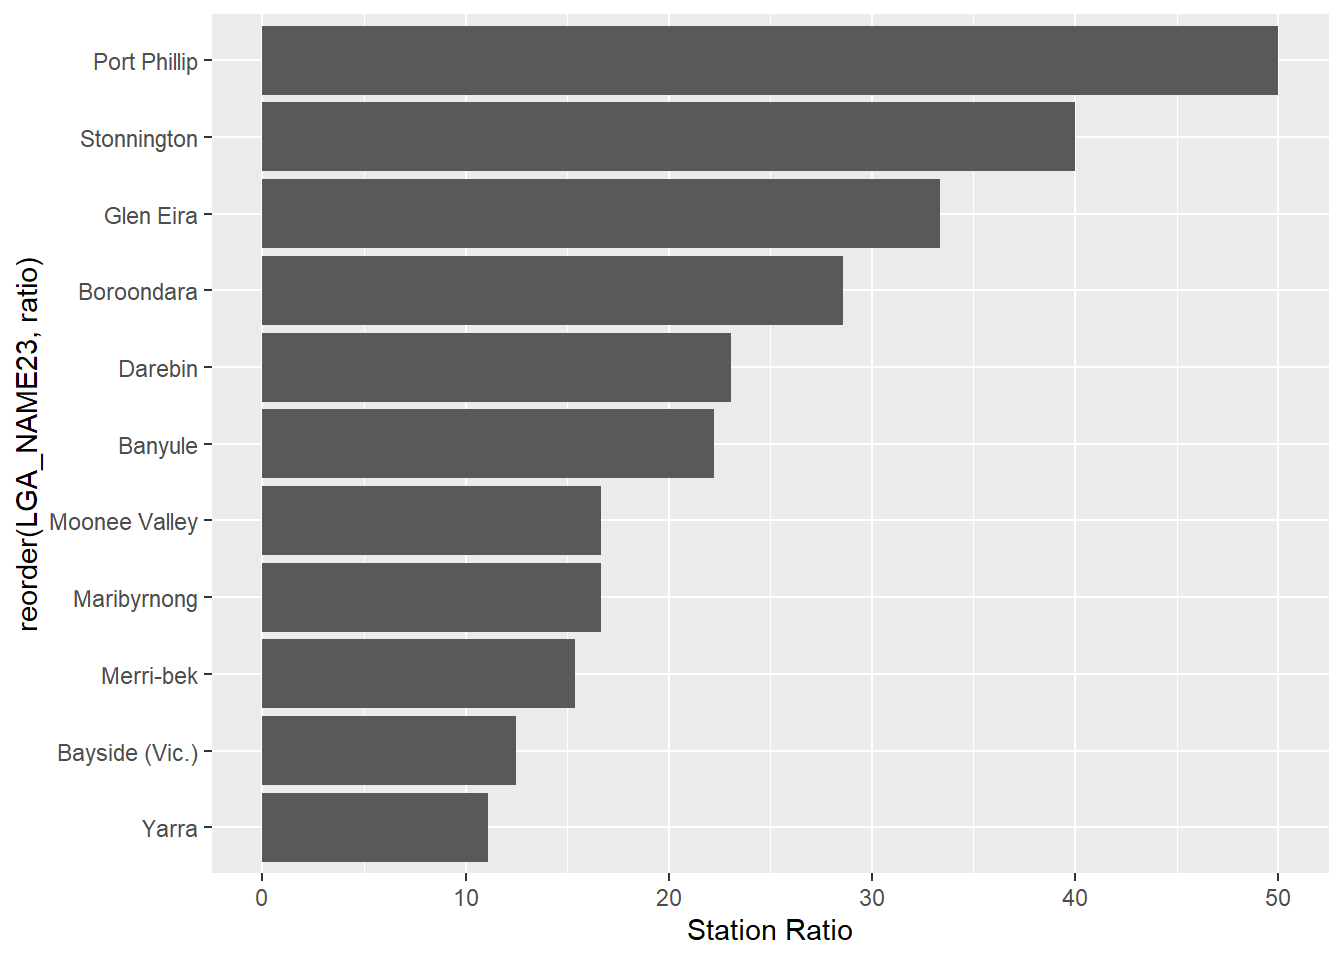 Port Phillip
Stonnington
Glen Eira
Boroondara
Darebin
Banyule
Moonee Valley
Maribyrnong
Merri-bek
Bayside (Vic.)
Yarra
reorder(LGA_NAME23, ratio)
0 10 20 30 40 50
Station Ratio